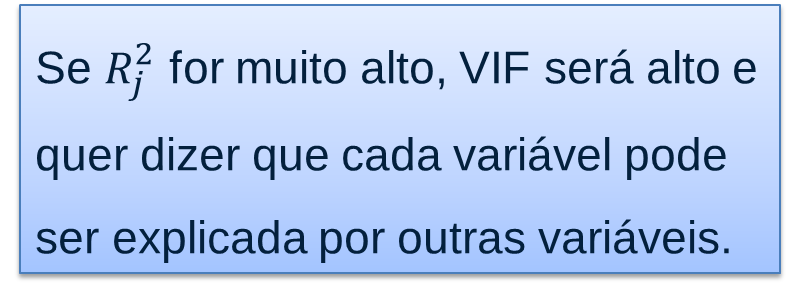 Se $R_j^2$ for muito alto, VIF será alto e
quer dizer que cada variável pode
ser explicada por outras variáveis.